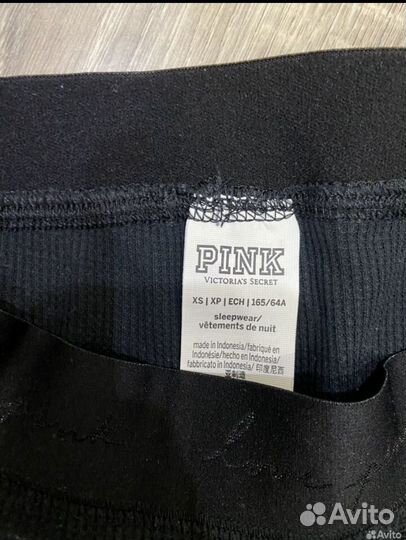 PINK
VICTORIA'S SECRET
XS | XP | ECH | 165/64A
sleepwear/
vêtements de nuit
made in Indonesia/fabriqué en
Indonésie/hecho en Indonesia/
fabbricato in Indonesia/印度尼西
亚制造
Avito
Avito